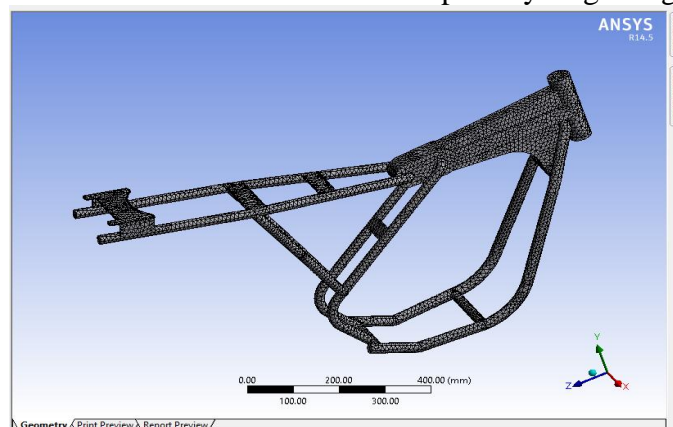 ANSYS
R14.5
Y
Z
X
0.00 200.00 400.00 (mm)
100.00 300.00
Geometry Print Preview Report Preview